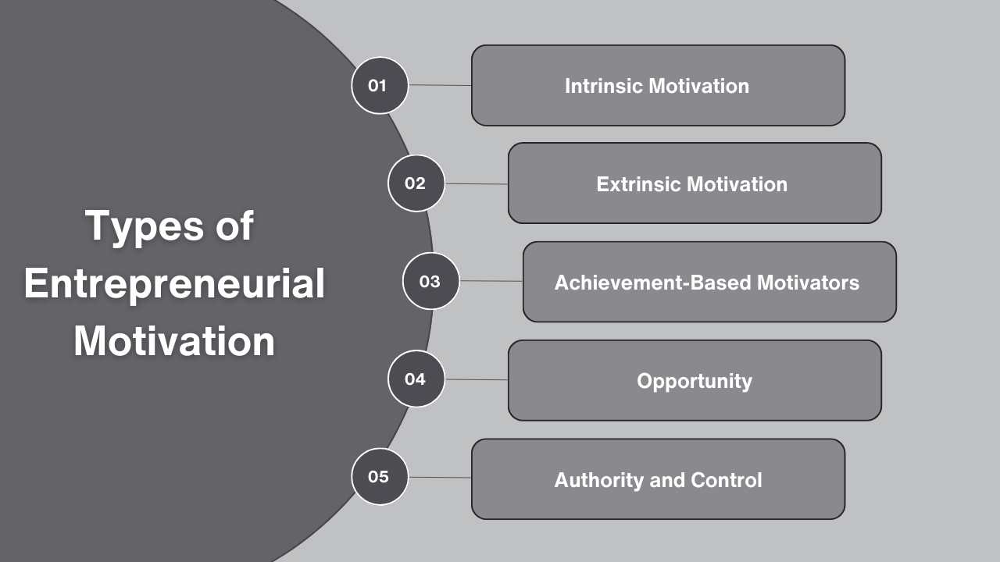 Types of
Entrepreneurial
Motivation
01
Intrinsic Motivation
02
Extrinsic Motivation
03
Achievement-Based Motivators
04
Opportunity
05
Authority and Control